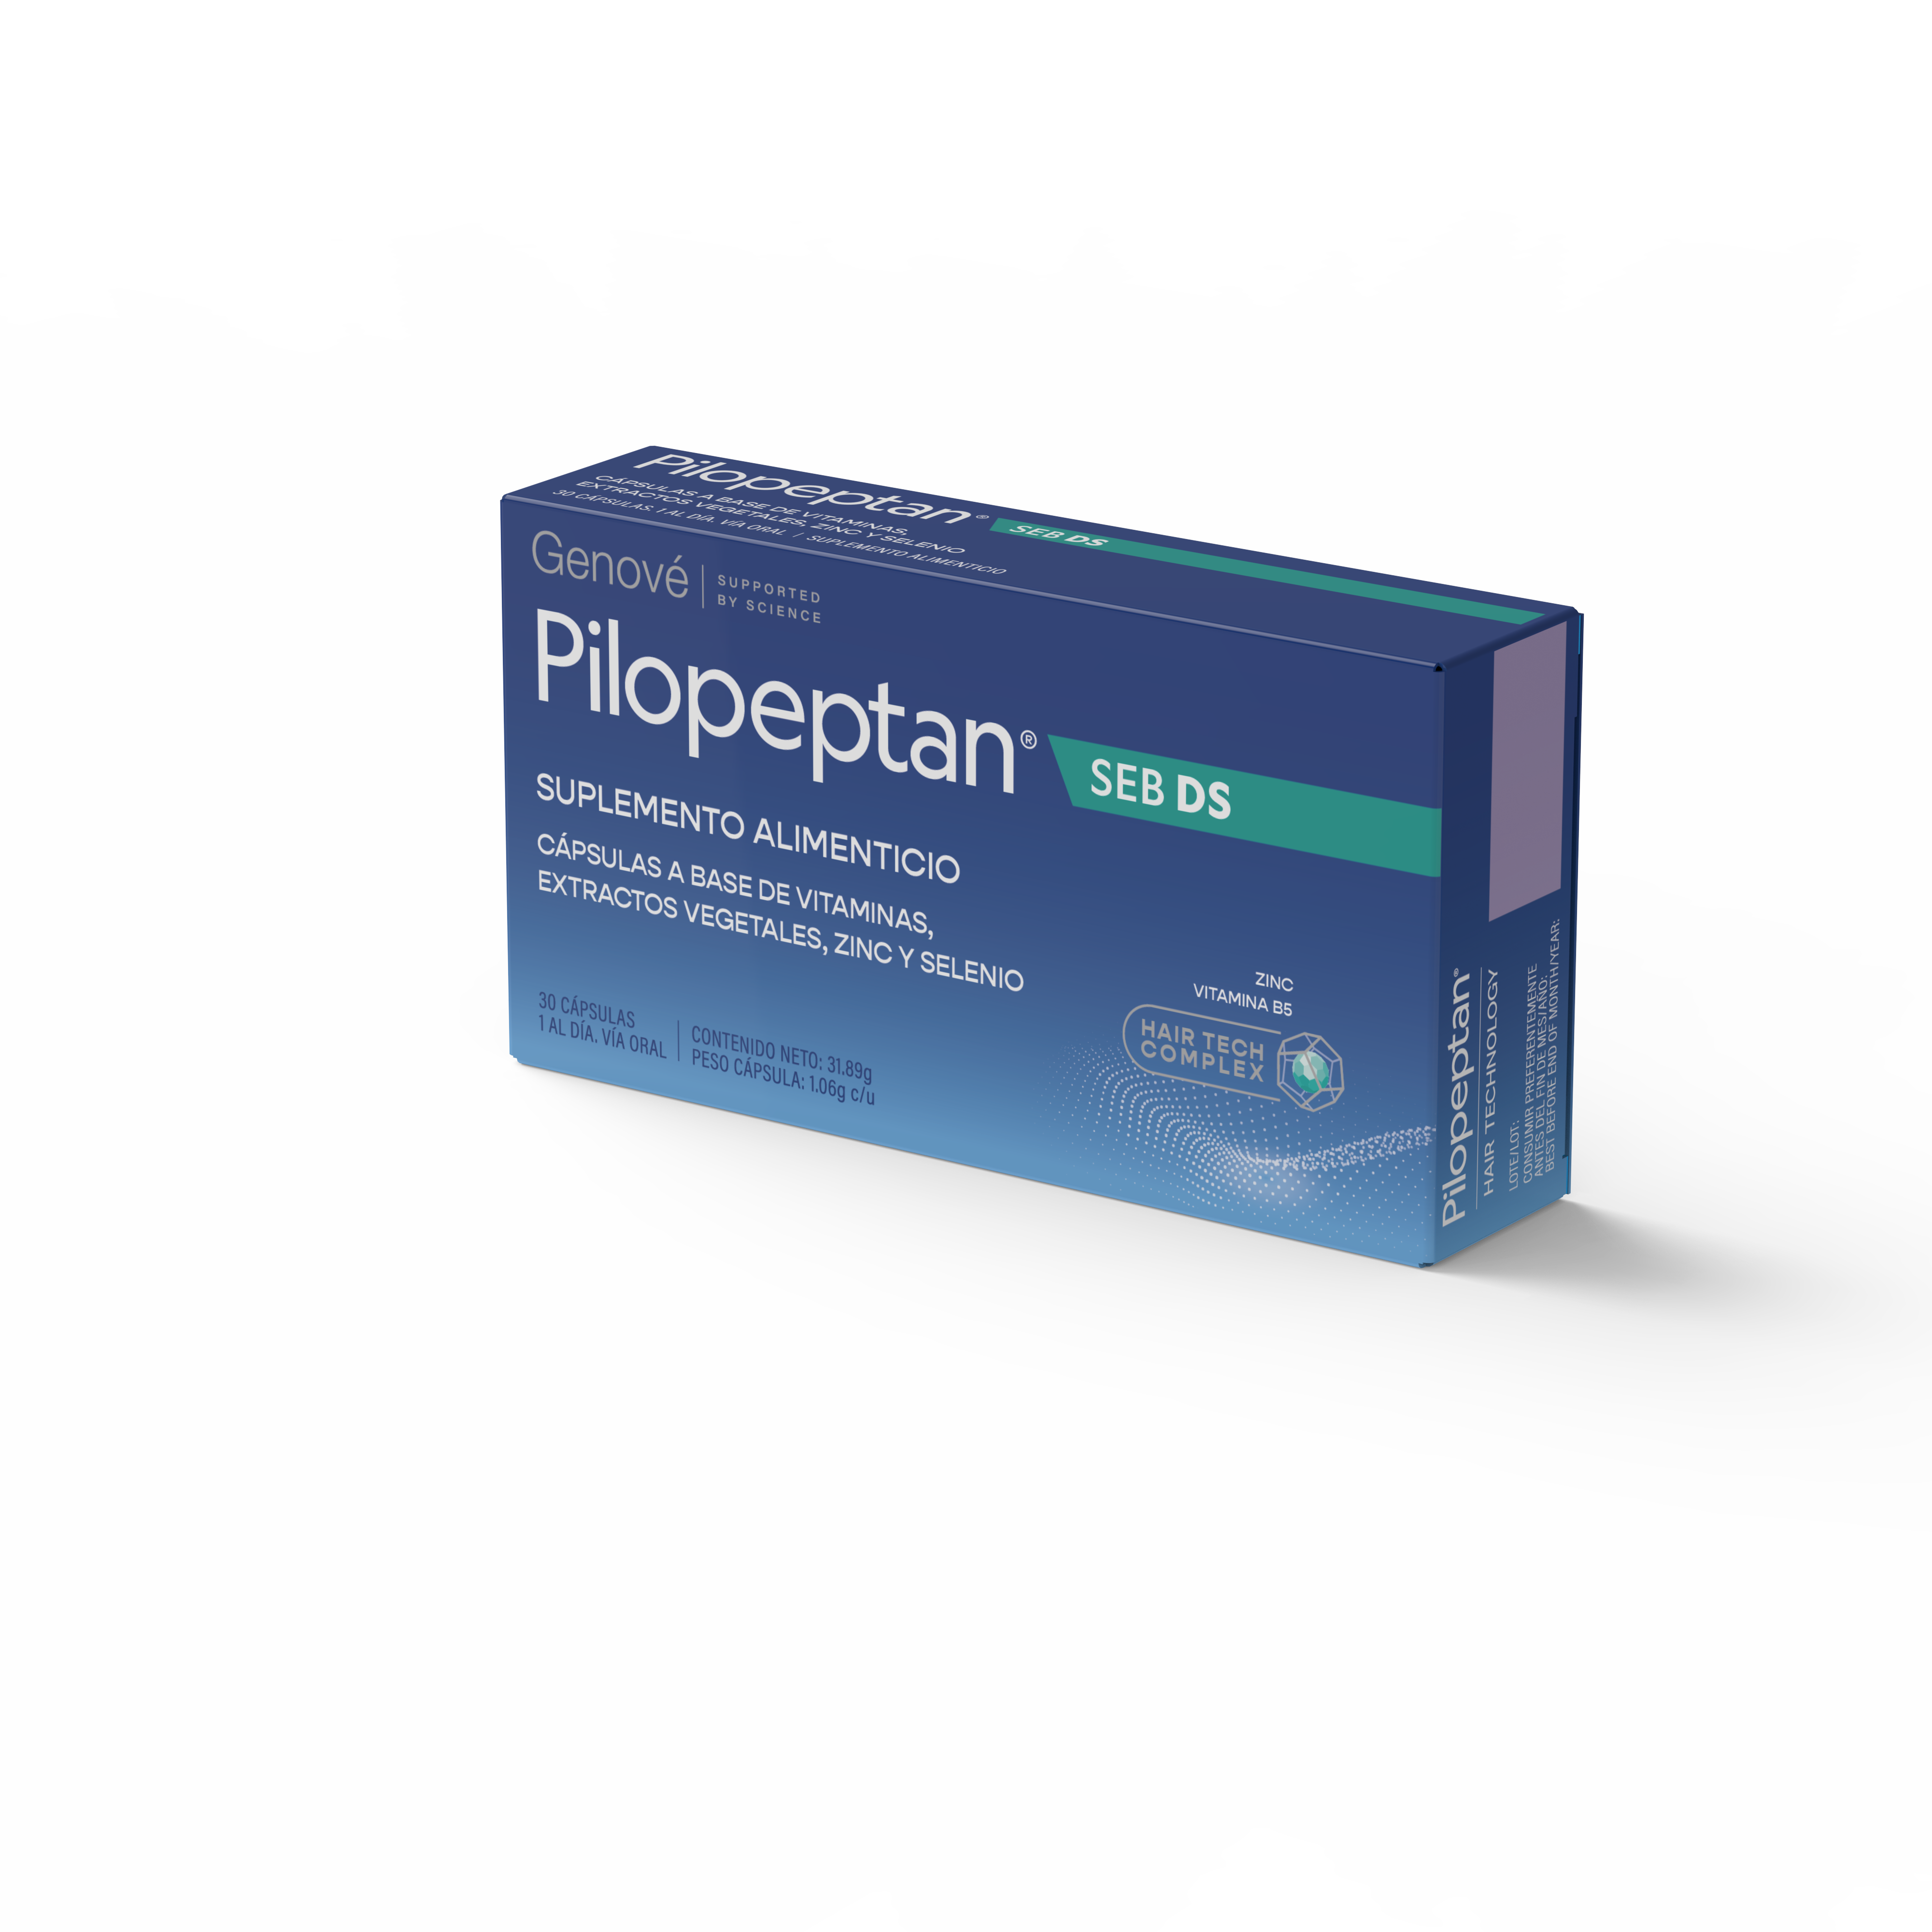 Pilopeptan® SEB DS
CÁPSULAS A BASE DE VITAMINAS,
EXTRACTOS VEGETALES, ZINC Y SELENIO
30 CÁPSULAS. 1 AL DÍA. VÍA ORAL | SUPLEMENTO ALIMENTICIO
Genové | SUPPORTED
BY SCIENCE
Pilopeptan® SEB DS
SUPLEMENTO ALIMENTICIO
CÁPSULAS A BASE DE VITAMINAS,
EXTRACTOS VEGETALES, ZINC Y SELENIO
30 CÁPSULAS
1 AL DÍA. VÍA ORAL
CONTENIDO NETO: 31.89g
PESO CÁPSULA: 1.06g c/u
ZINC
VITAMINA B5
HAIR TECH
COMPLEX
Pilopeptan®
HAIR TECHNOLOGY
LOTE/LOT:
CONSUMIR PREFERENTEMENTE
ANTES DEL FIN DE MES/AÑO:
BEST BEFORE END OF MONTH/YEAR: